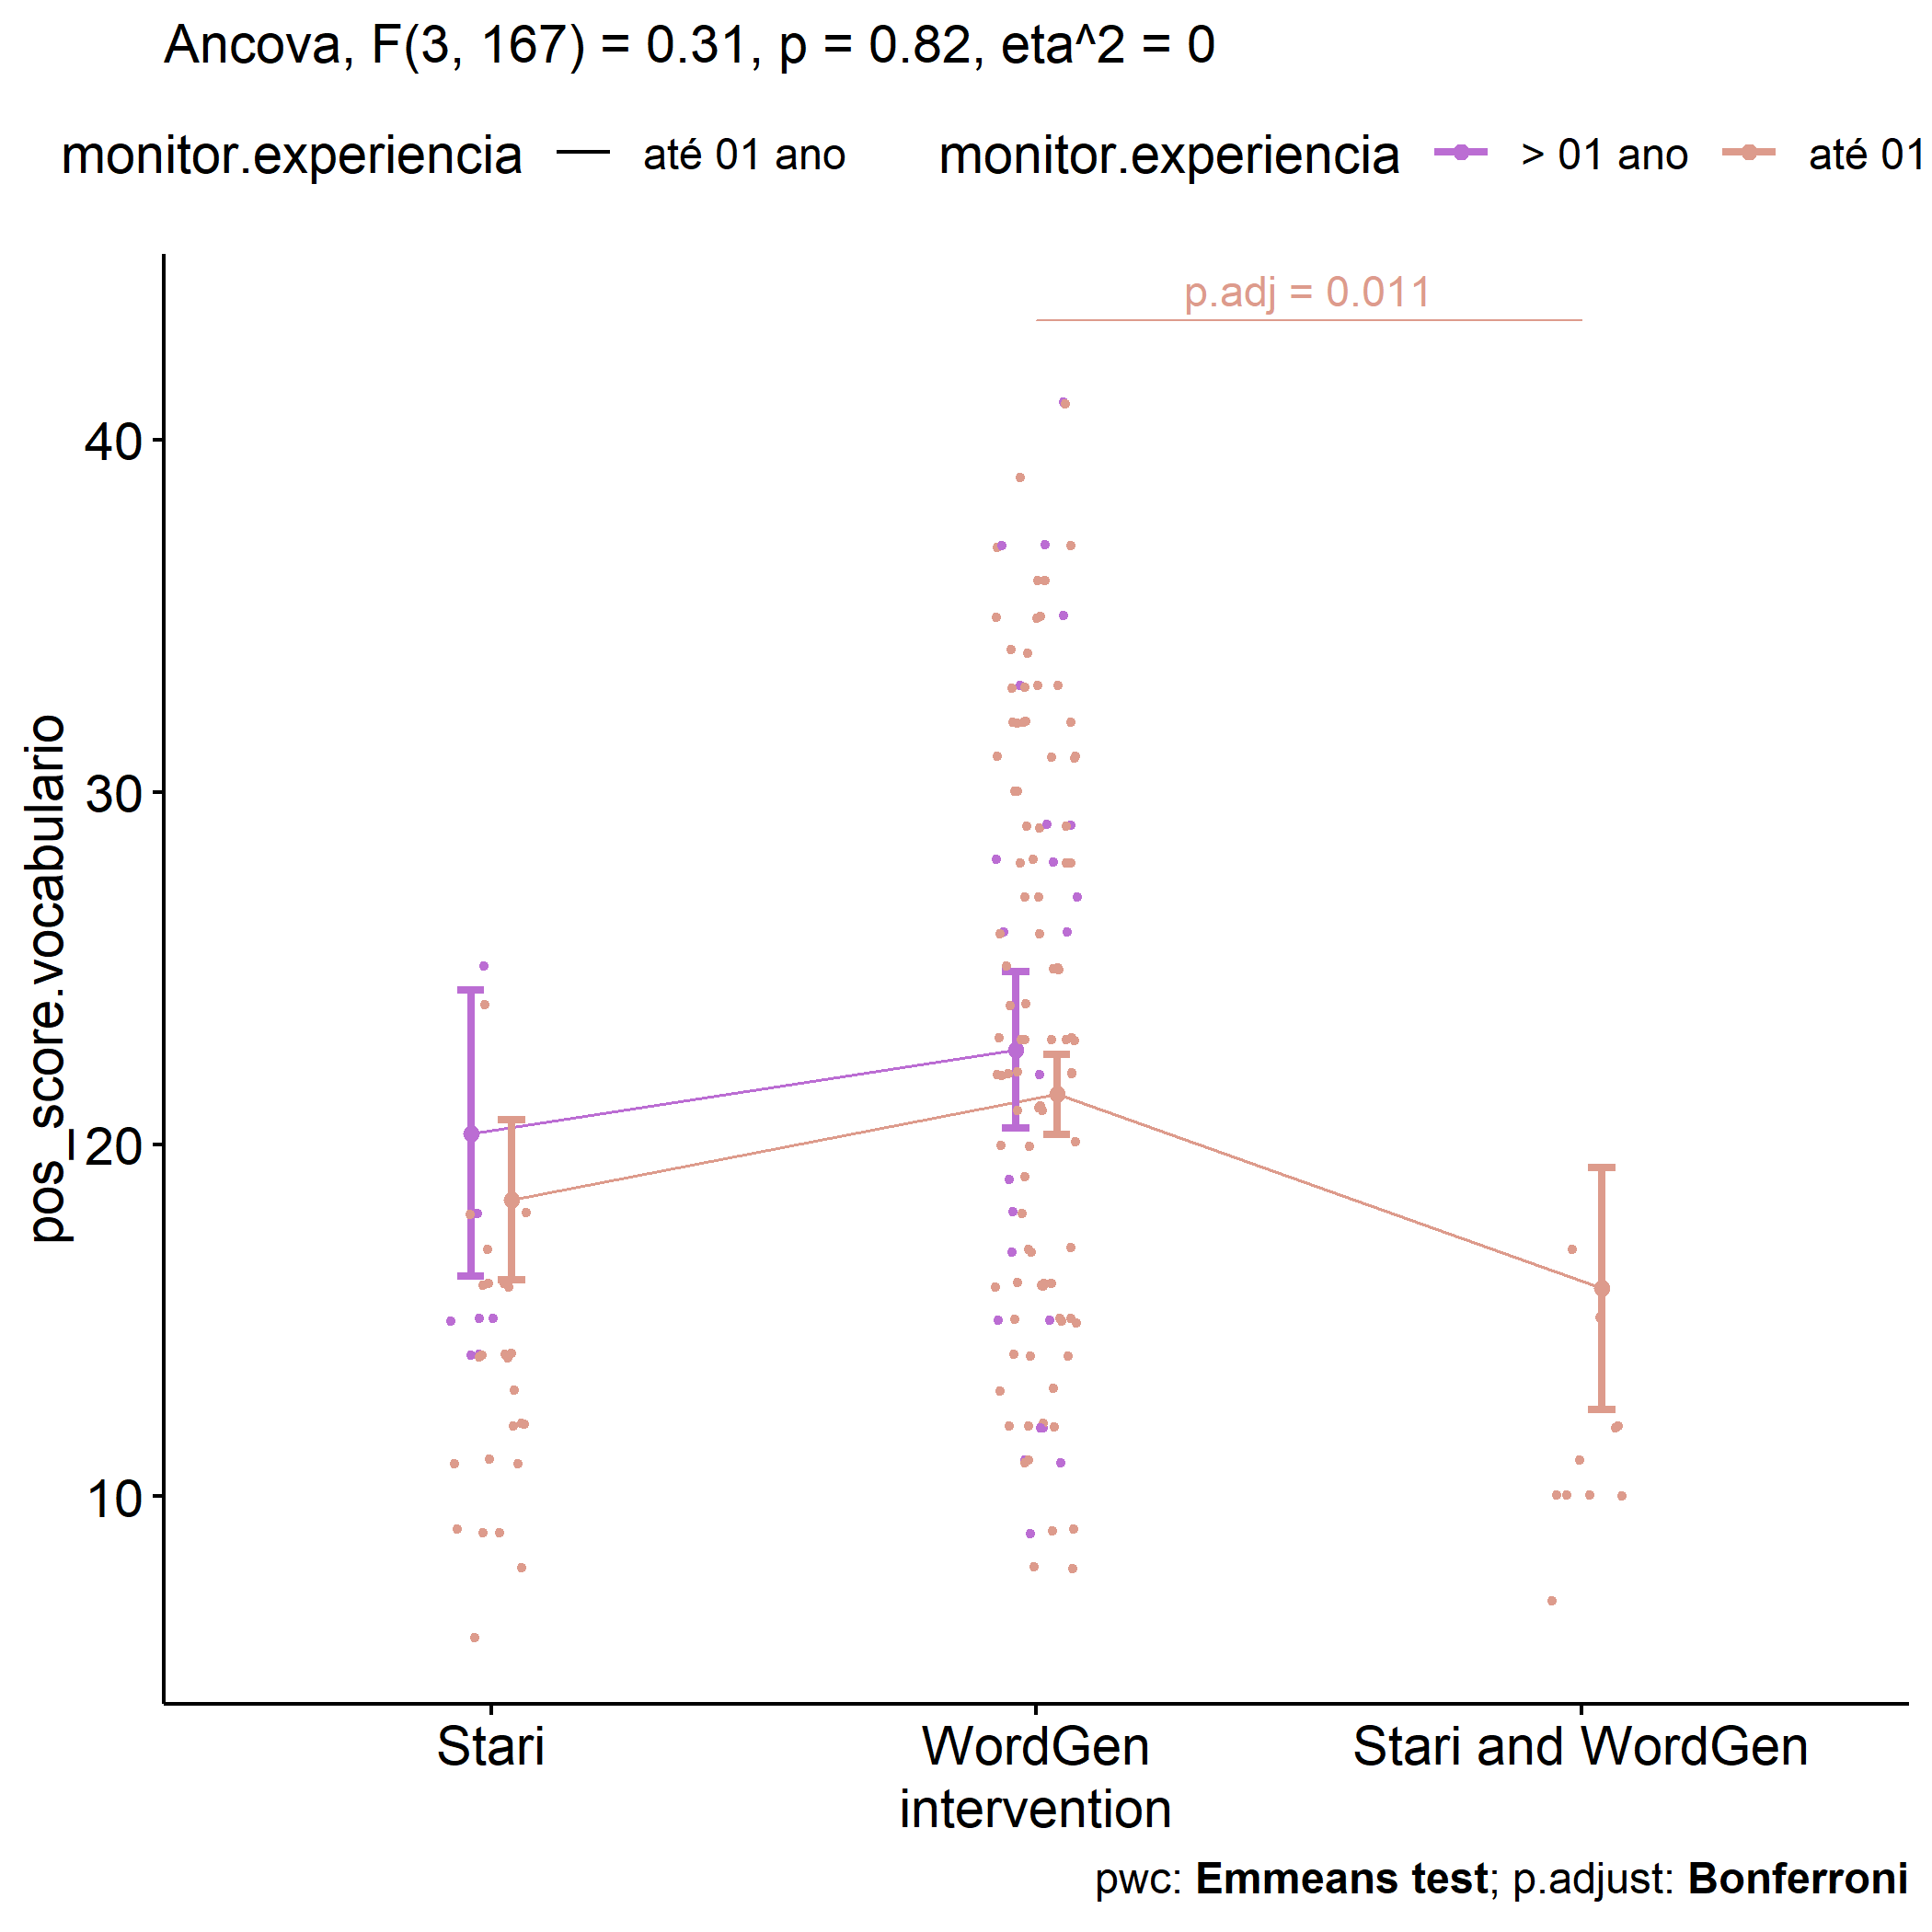 Ancova, F(3, 167) = 0.31, p = 0.82, eta^2 = 0
monitor.experiencia até 01 ano monitor.experiencia > 01 ano até 01
p.adj = 0.011
pos_score.vocabulario
40
30
20
10
Stari WordGen Stari and WordGen
intervention
pwc: Emmeans test; p.adjust: Bonferroni